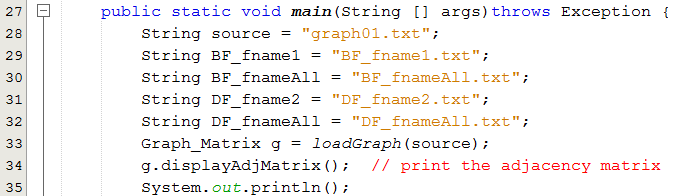 27 public static void main(String [] args)throws Exception {
28 String source = "graph01.txt";
29 String BF_fname1 = "BF_fname1.txt";
30 String BF_fnameAll = "BF_fnameAll.txt";
31 String DF_fname2 = "DF_fname2.txt";
32 String DF_fnameAll = "DF_fnameAll.txt";
33 Graph_Matrix g = loadGraph(source);
34 g.displayAdjMatrix();  // print the adjacency matrix
35 System.out.println();